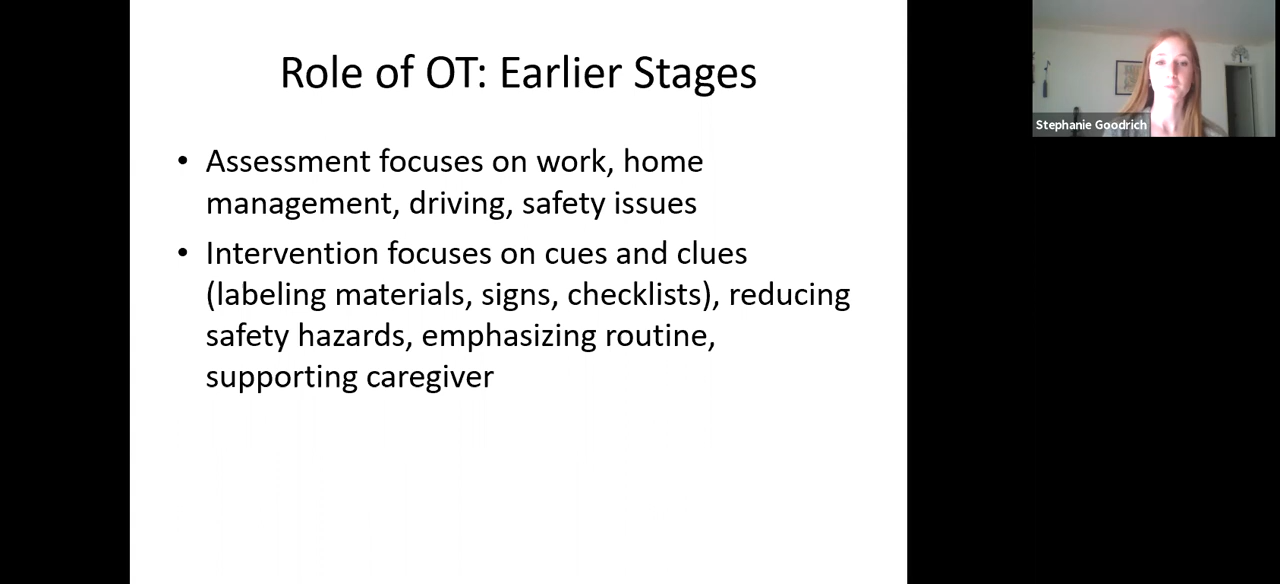 Role of OT: Earlier Stages
• Assessment focuses on work, home
management, driving, safety issues
• Intervention focuses on cues and clues
(labeling materials, signs, checklists), reducing
safety hazards, emphasizing routine,
supporting caregiver
Stephanie Goodrich